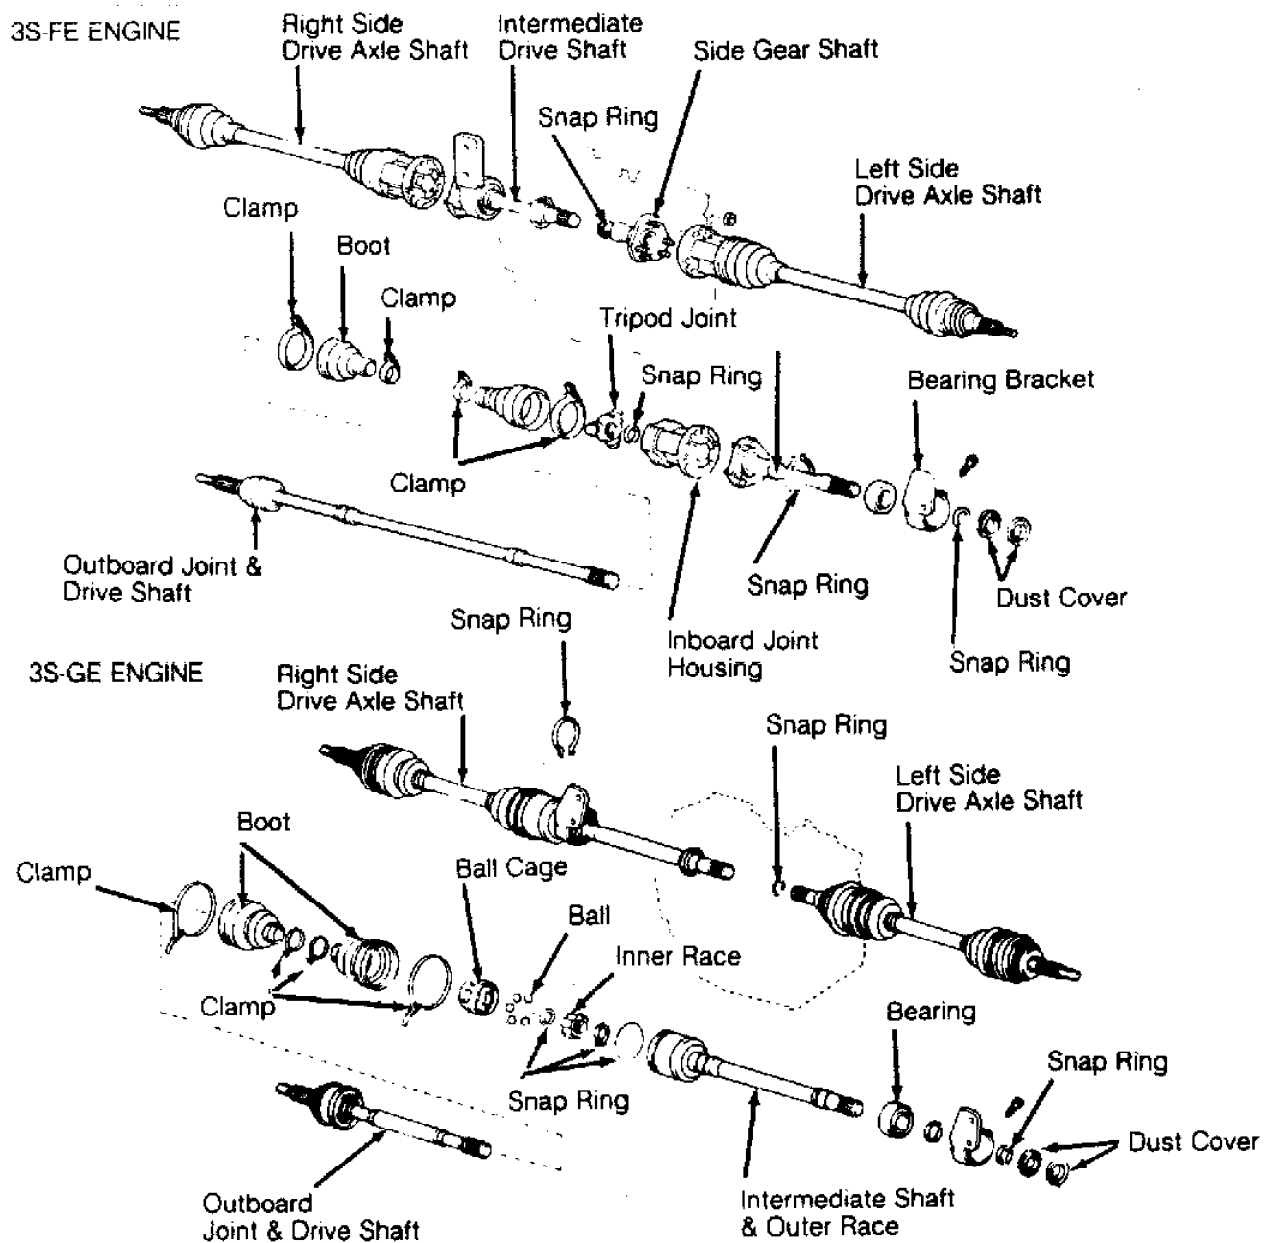 3S-FE ENGINE
Right Side
Drive Axle Shaft
Intermediate
Drive Shaft
Side Gear Shaft
Snap Ring
Left Side
Drive Axle Shaft
Clamp
Boot
Clamp
Tripod Joint
Snap Ring
Bearing Bracket
Clamp
Outboard Joint &
Drive Shaft
Snap Ring
Dust Cover
Inboard Joint
Housing
Snap Ring
Snap Ring
3S-GE ENGINE
Right Side
Drive Axle Shaft
Snap Ring
Left Side
Drive Axle Shaft
Boot
Clamp
Ball Cage
Ball
Inner Race
Clamp
Bearing
Snap Ring
Snap Ring
Dust Cover
Outboard
Joint & Drive Shaft
Intermediate Shaft
& Outer Race